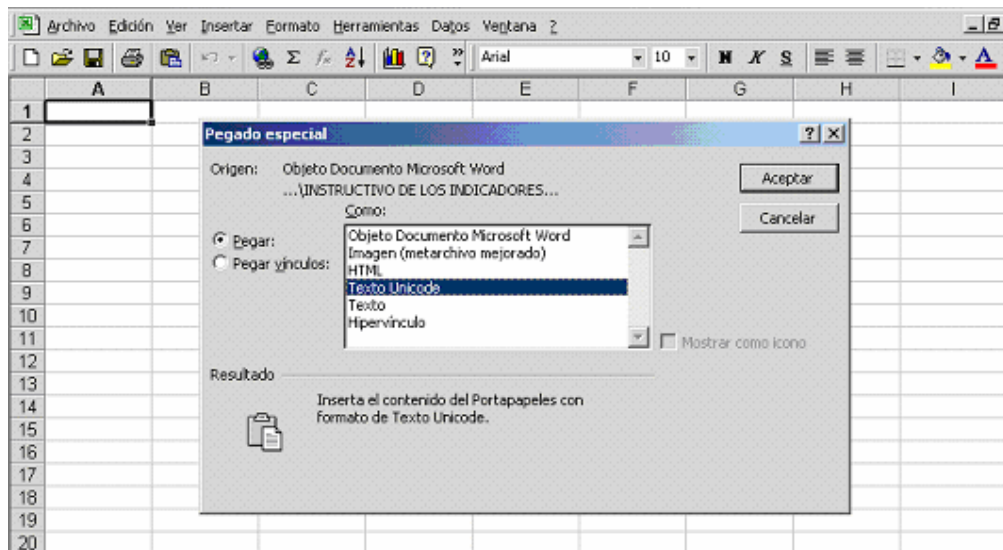 Archivo Edición Ver Insertar Formato Herramientas Datos Ventana ?
Arial 10 N K S
A B C D E F G H I
1
2
3
4
5
6
7
8
9
10
11
12
13
14
15
16
17
18
19
20
Pegado especial
Origen: Objeto Documento Microsoft Word
...\INSTRUCTIVO DE LOS INDICADORES...
Como:
Pegar:
Pegar vínculos:
Objeto Documento Microsoft Word
Imagen (metarchivo mejorado)
HTML
Texto Unicode
Texto
Hipervínculo
Aceptar
Cancelar
Mostrar como icono
Resultado
Inserta el contenido del Portapapeles con
formato de Texto Unicode.